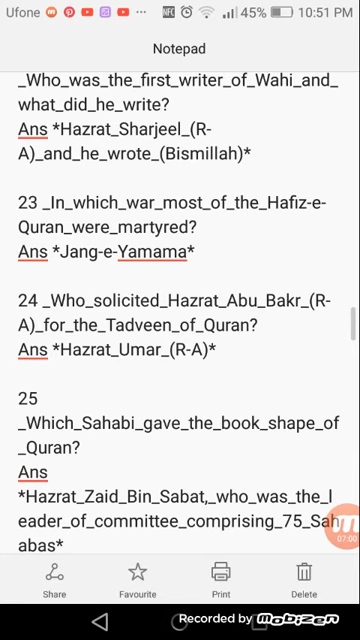 Ufone 45% 10:51 PM
Notepad
_Who_was_the_first_writer_of_Wahi_and_
what_did_he_write?
Ans *Hazrat_Sharjeel_(R-
A)_and_he_wrote_(Bismillah)*
23 _In_which_war_most_of_the_Hafiz-e-
Quran_were_martyred?
Ans *Jang-e-Yamama*
24 _Who_solicited_Hazrat_Abu_Bakr_(R-
A)_for_the_Tadveen_of_Quran?
Ans *Hazrat_Umar_(R-A)*
25
_Which_Sahabi_gave_the_book_shape_of
_Quran?
Ans
*Hazrat_Zaid_Bin_Sabat,_who_was_the_l
eader_of_committee_comprising_75_Sah
abas*
07:00
Share Favourite Print Delete
Recorded by Mobizen